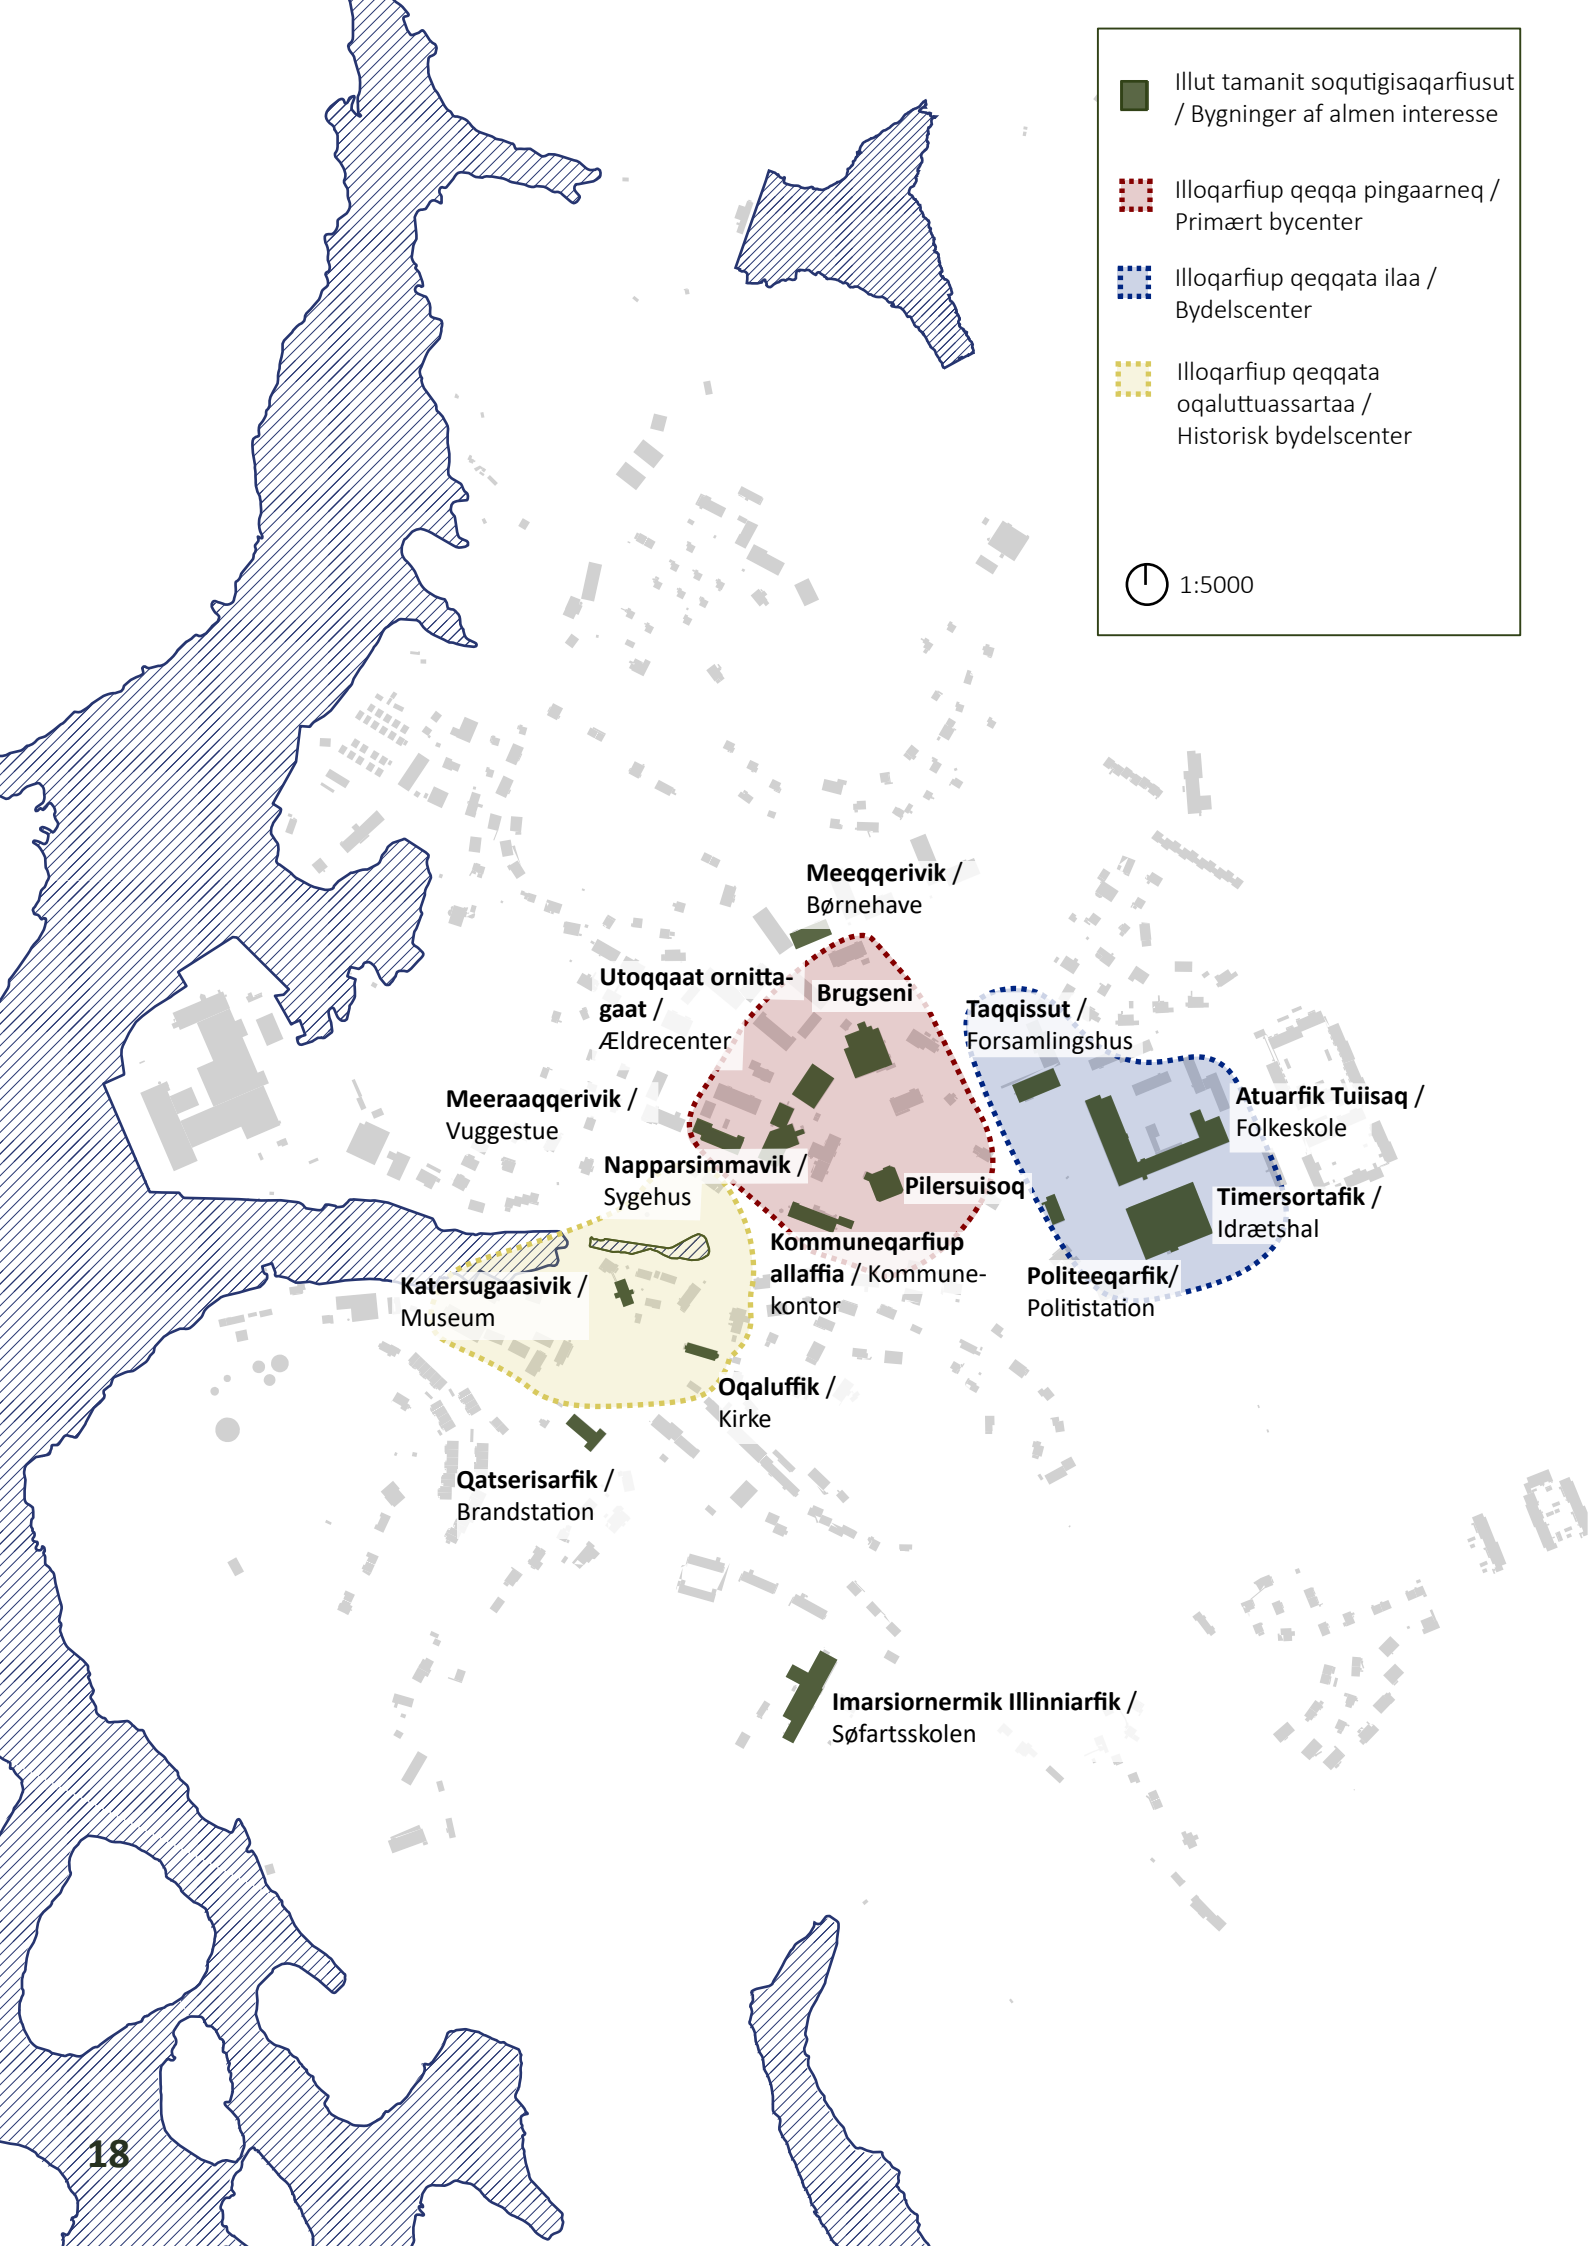 Illut tamanit soqutigisaqarfiusut
/ Bygninger af almen interesse
Illoqarfiup qeqqa pingaarneq /
Primært bycenter
Illoqarfiup qeqqata ilaa /
Bydelscenter
Illoqarfiup qeqqata
oqaluttuassartaa /
Historisk bydelscenter
1:5000
Meeqqerivik /
Børnehave
Utoqqaat ornitta-
gaat /
Ældrecenter
Brugseni
Taqqissut /
Forsamlingshus
Meeraaqqerivik /
Vuggestue
Atuarfik Tuiisaq /
Folkeskole
Napparsimmavik /
Sygehus
Pilersuisoq
Timersortafik /
Idrætshal
Kommuneqarfiup
allaffia / Kommune-
kontor
Politeeqarfik/
Politistation
Katersugaasivik /
Museum
Oqaluffik /
Kirke
Qatserisarfik /
Brandstation
Imarsiornermik Illinniarfik /
Søfartsskolen
18